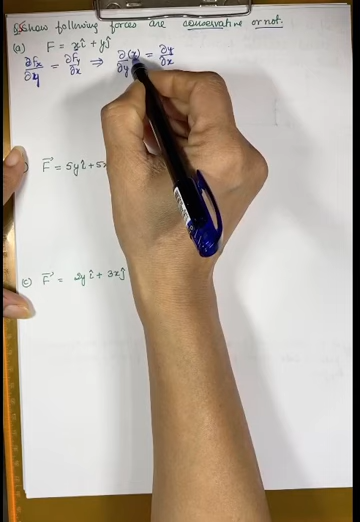 Show following forces are conservative or not.
(a) F = xî + yĵ
∂Fx/∂y = ∂Fy/∂x ⇒ ∂(x)/∂y = ∂y/∂x
) F⃗ = 5yî + 5x
(c) F⃗ = 2yî + 3xĵ